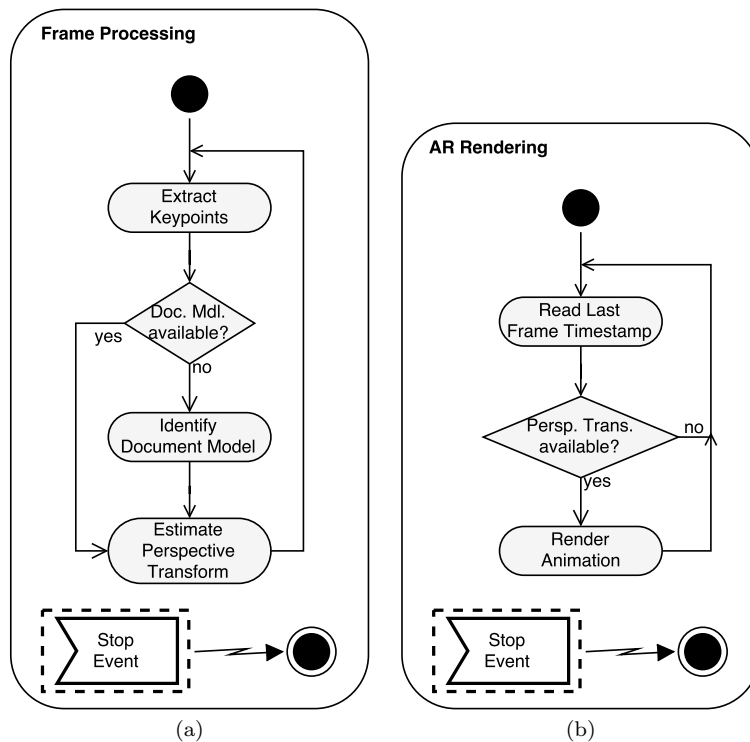 Frame Processing
Extract
Keypoints
Doc. Mdl.
available?
yes
no
Identify
Document Model
Estimate
Perspective
Transform
Stop
Event
(a)
AR Rendering
Read Last
Frame Timestamp
Persp. Trans.
available?
no
yes
Render
Animation
Stop
Event
(b)